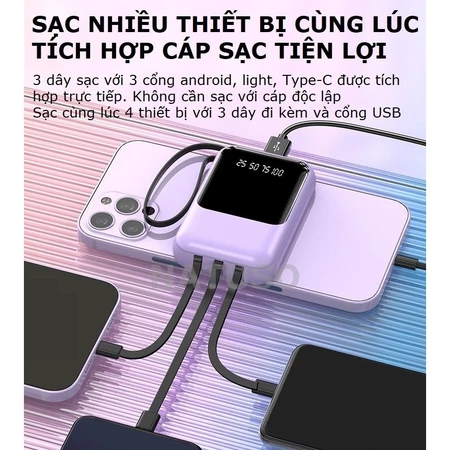 SẠC NHIỀU THIẾT BỊ CÙNG LÚC
TÍCH HỢP CÁP SẠC TIỆN LỢI
3 dây sạc với 3 cổng android, light, Type-C được tích
hợp trực tiếp. Không cần sạc với cáp độc lập
Sạc cùng lúc 4 thiết bị với 3 dây đi kèm và cổng USB
25 50 75 100